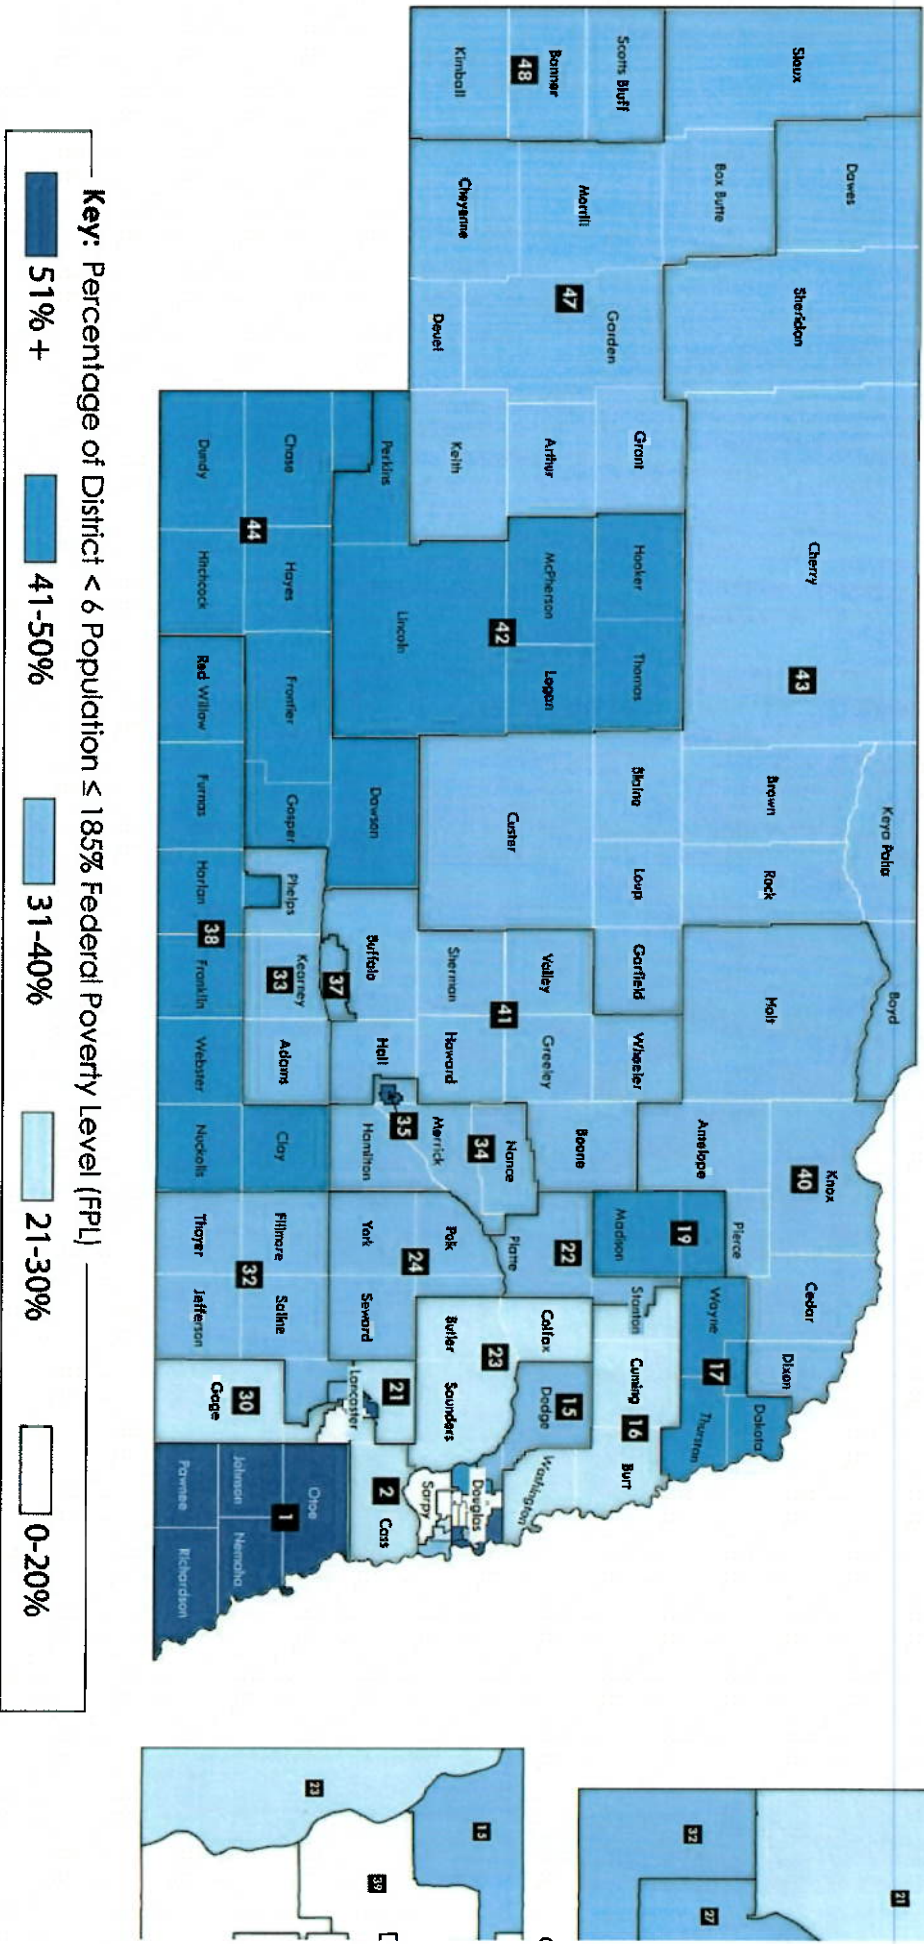 Sioux
Dawes
Sheridan
Cherry
43
Keya Paha
Brown
Rock
Boyd
Holt
Scotts Bluff
Banner
48
Kimball
Box Butte
Morrill
Cheyenne
Garden
47
Deuel
Grant
Arthur
Keith
Hooker
Thomas
McPherson
Logan
42
Lincoln
Perkins
Blaine
Loup
Custer
Garfield
Wheeler
Valley
Greeley
41
Sherman
Howard
Antelope
Knox
40
Pierce
Cedar
Dixon
Boone
Madison
19
Wayne
17
Thurston
Dakota
Stanton
Cuming
16
Burt
Nance
34
Merrick
Hamilton
Platte
22
Colfax
Dodge
15
Washington
Butler
23
Saunders
Polk
24
York
Seward
Douglas
Sarpy
2
Cass
21
Lancaster
Chase
Hayes
44
Dundy
Hitchcock
Frontier
Gosper
Dawson
Buffalo
37
Hall
35
Phelps
Kearney
33
Adams
Clay
Red Willow
Furnas
Harlan
38
Franklin
Webster
Nuckolls
Fillmore
Saline
32
Thayer
Jefferson
30
Gage
Otoe
1
Johnson
Nemaha
Pawnee
Richardson
Key: Percentage of District < 6 Population ≤ 185% Federal Poverty Level (FPL)
51% +
41-50%
31-40%
21-30%
0-20%
21
32
27
15
23
39